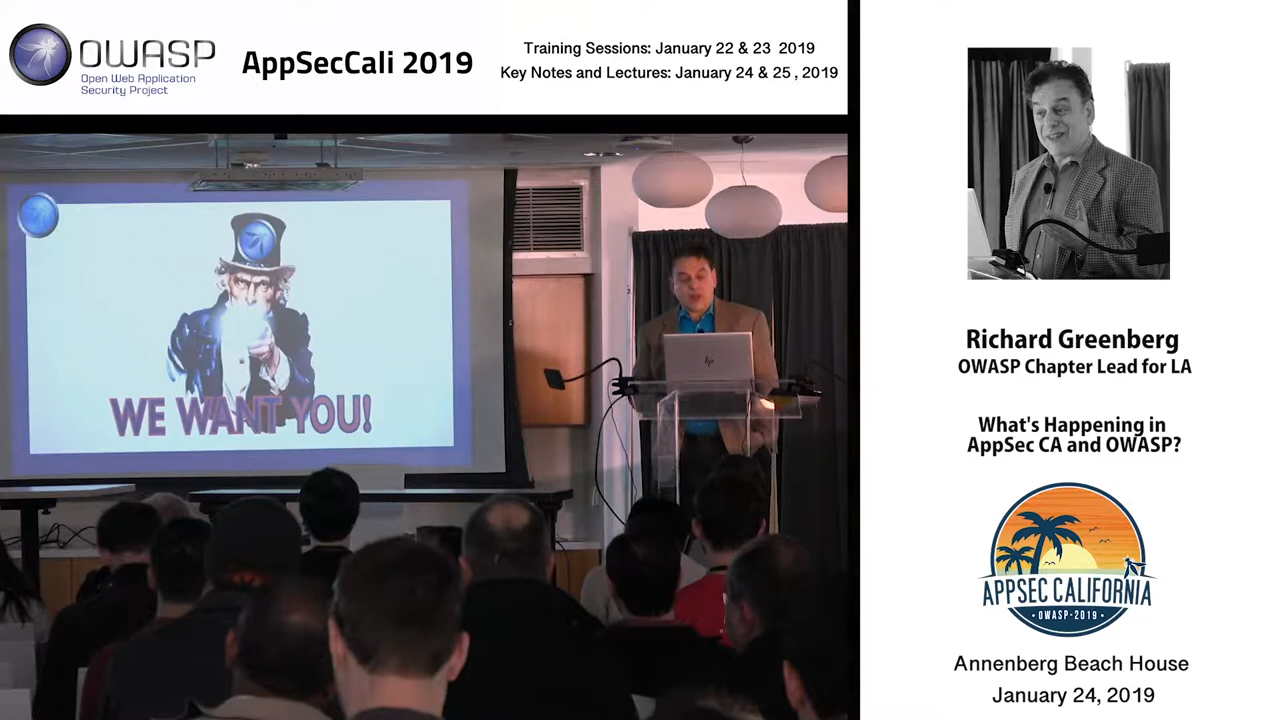 OWASP
Open Web Application
Security Project
AppSecCali 2019
Training Sessions: January 22 & 23 2019
Key Notes and Lectures: January 24 & 25 , 2019
WE WANT YOU!
hp
Richard Greenberg
OWASP Chapter Lead for LA
What's Happening in
AppSec CA and OWASP?
APPSEC CALIFORNIA
· OWASP-2019 ·
Annenberg Beach House
January 24, 2019